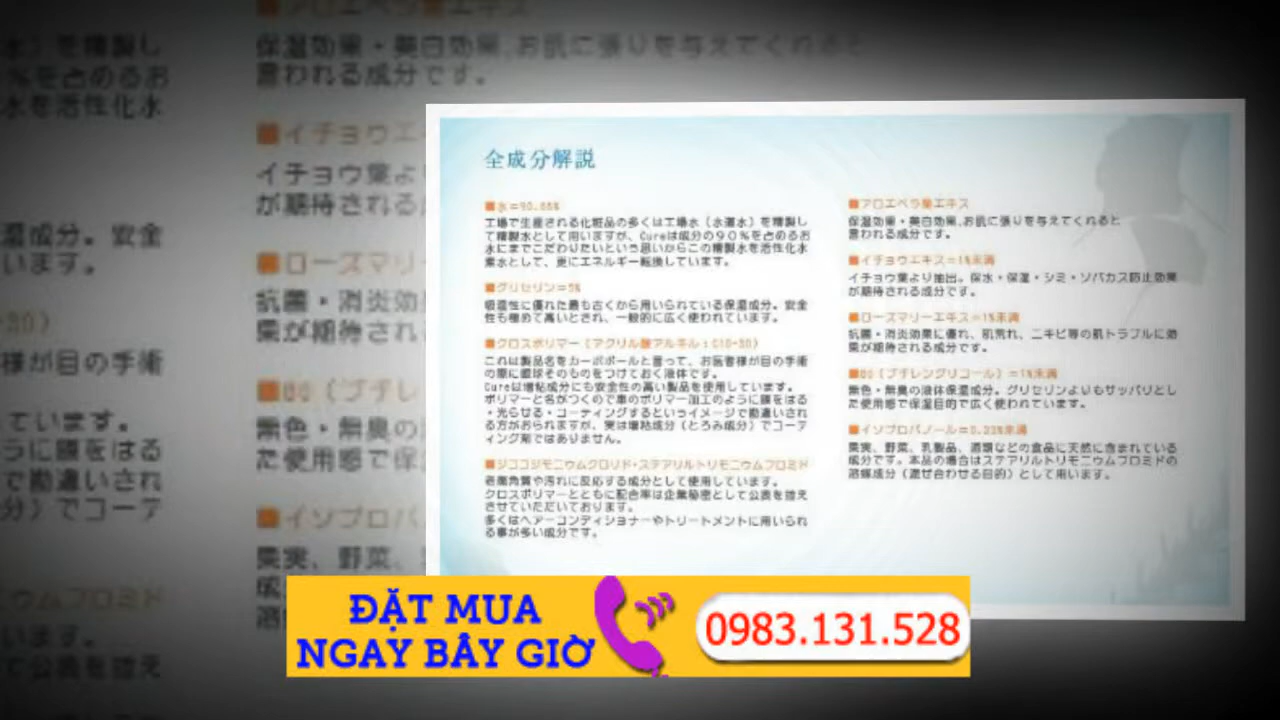 全成分解説
■水=90.55%
工場で生産される化粧品の多くは工場水(水道水)を精製し
て精製水として用いますが、Cureは成分の90%を占めるお
水にまでこだわりたいという思いからこの精製水を活性化水
素水として、更にエネルギー転換しています。
■グリセリン=5%
吸湿性に優れた最も古くから用いられている保湿成分。安全
性も極めて高いとされ、一般的に広く使われています。
■クロスポリマー(アクリル酸アルキル:C10-30)
これは製品名をカーボポールと言って、お医者様が目の手術
の際に眼球そのものをつけておく液体です。
Cureは増粘成分にも安全性の高い製品を使用しています。
ポリマーと名がつくので車のポリマー加工のように膜をはる
・光らせる・コーティングするというイメージで勘違いされ
る方がおられますが、実は増粘成分(とろみ成分)でコーテ
ィング剤ではありません。
■ジココジモニウムクロリド・ステアリルトリモニウムブロミド
表面角質や汚れに反応する成分として使用しています。
クロスポリマーとともに配合率は企業秘密として公表を控え
させていただいております。
多くはヘアーコンディショナーやトリートメントに用いられ
る事が多い成分です。
■アロエベラ葉エキス
保湿効果・美白効果、お肌に張りを与えてくれると
言われる成分です。
■イチョウエキス=1%未満
イチョウ葉より抽出。保水・保湿・シミ・ソバカス防止効果
が期待される成分です。
■ローズマリーエキス=1%未満
抗菌・消炎効果に優れ、肌荒れ、ニキビ等の肌トラブルに効
果が期待される成分です。
■BG(ブチレングリコール)=1%未満
無色・無臭の液体保湿成分。グリセリンよりもサッパリとし
た使用感で保湿目的で広く使われています。
■イソプロパノール=0.23%未満
果実、野菜、乳製品、酒類などの食品に天然に含まれている
成分です。本品の場合はステアリルトリモニウムブロミドの
溶媒成分(混ぜ合わせる目的)として用います。
ĐẶT MUA
NGAY BÂY GIỜ
0983.131.528